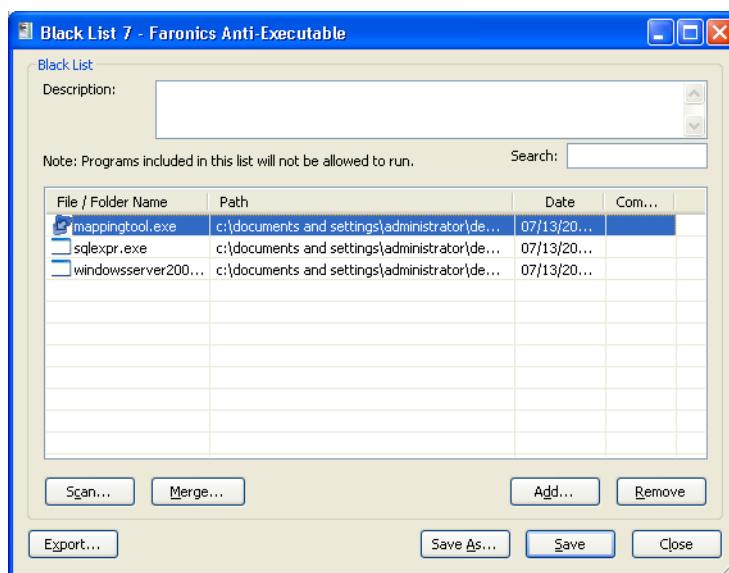 Black List 7 - Faronics Anti-Executable
Black List
Description:
Note: Programs included in this list will not be allowed to run.
Search:
File / Folder Name Path Date Com...
mappingtool.exe c:\documents and settings\administrator\de... 07/13/20...
sqlexpr.exe c:\documents and settings\administrator\de... 07/13/20...
windowsserver200... c:\documents and settings\administrator\de... 07/13/20...
Scan... Merge... Add... Remove
Export... Save As... Save Close